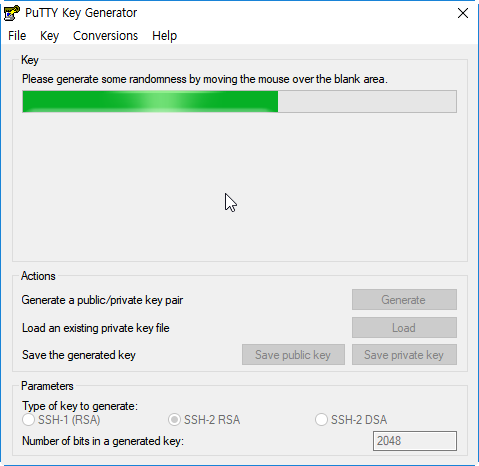 PuTTY Key Generator
File Key Conversions Help
Key
Please generate some randomness by moving the mouse over the blank area.
Actions
Generate a public/private key pair
Generate
Load an existing private key file
Load
Save the generated key
Save public key
Save private key
Parameters
Type of key to generate:
SSH-1 (RSA) SSH-2 RSA SSH-2 DSA
Number of bits in a generated key:
2048